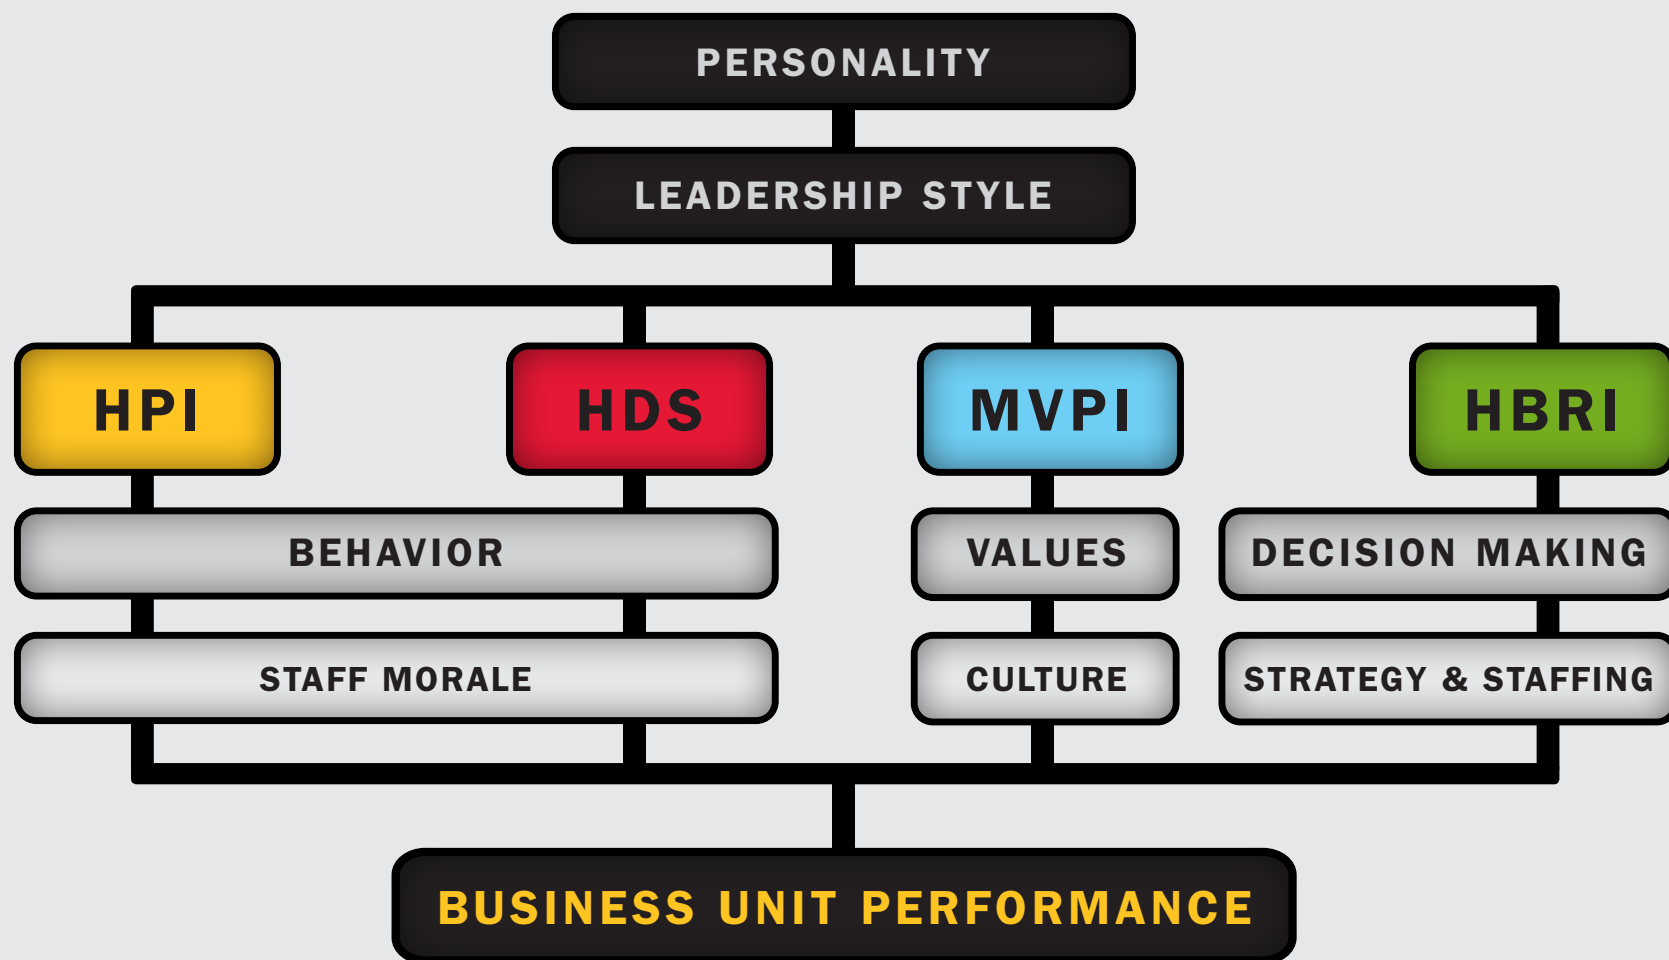 PERSONALITY
LEADERSHIP STYLE
HPI
HDS
MVPI
HBRI
BEHAVIOR
VALUES
DECISION MAKING
STAFF MORALE
CULTURE
STRATEGY & STAFFING
BUSINESS UNIT PERFORMANCE